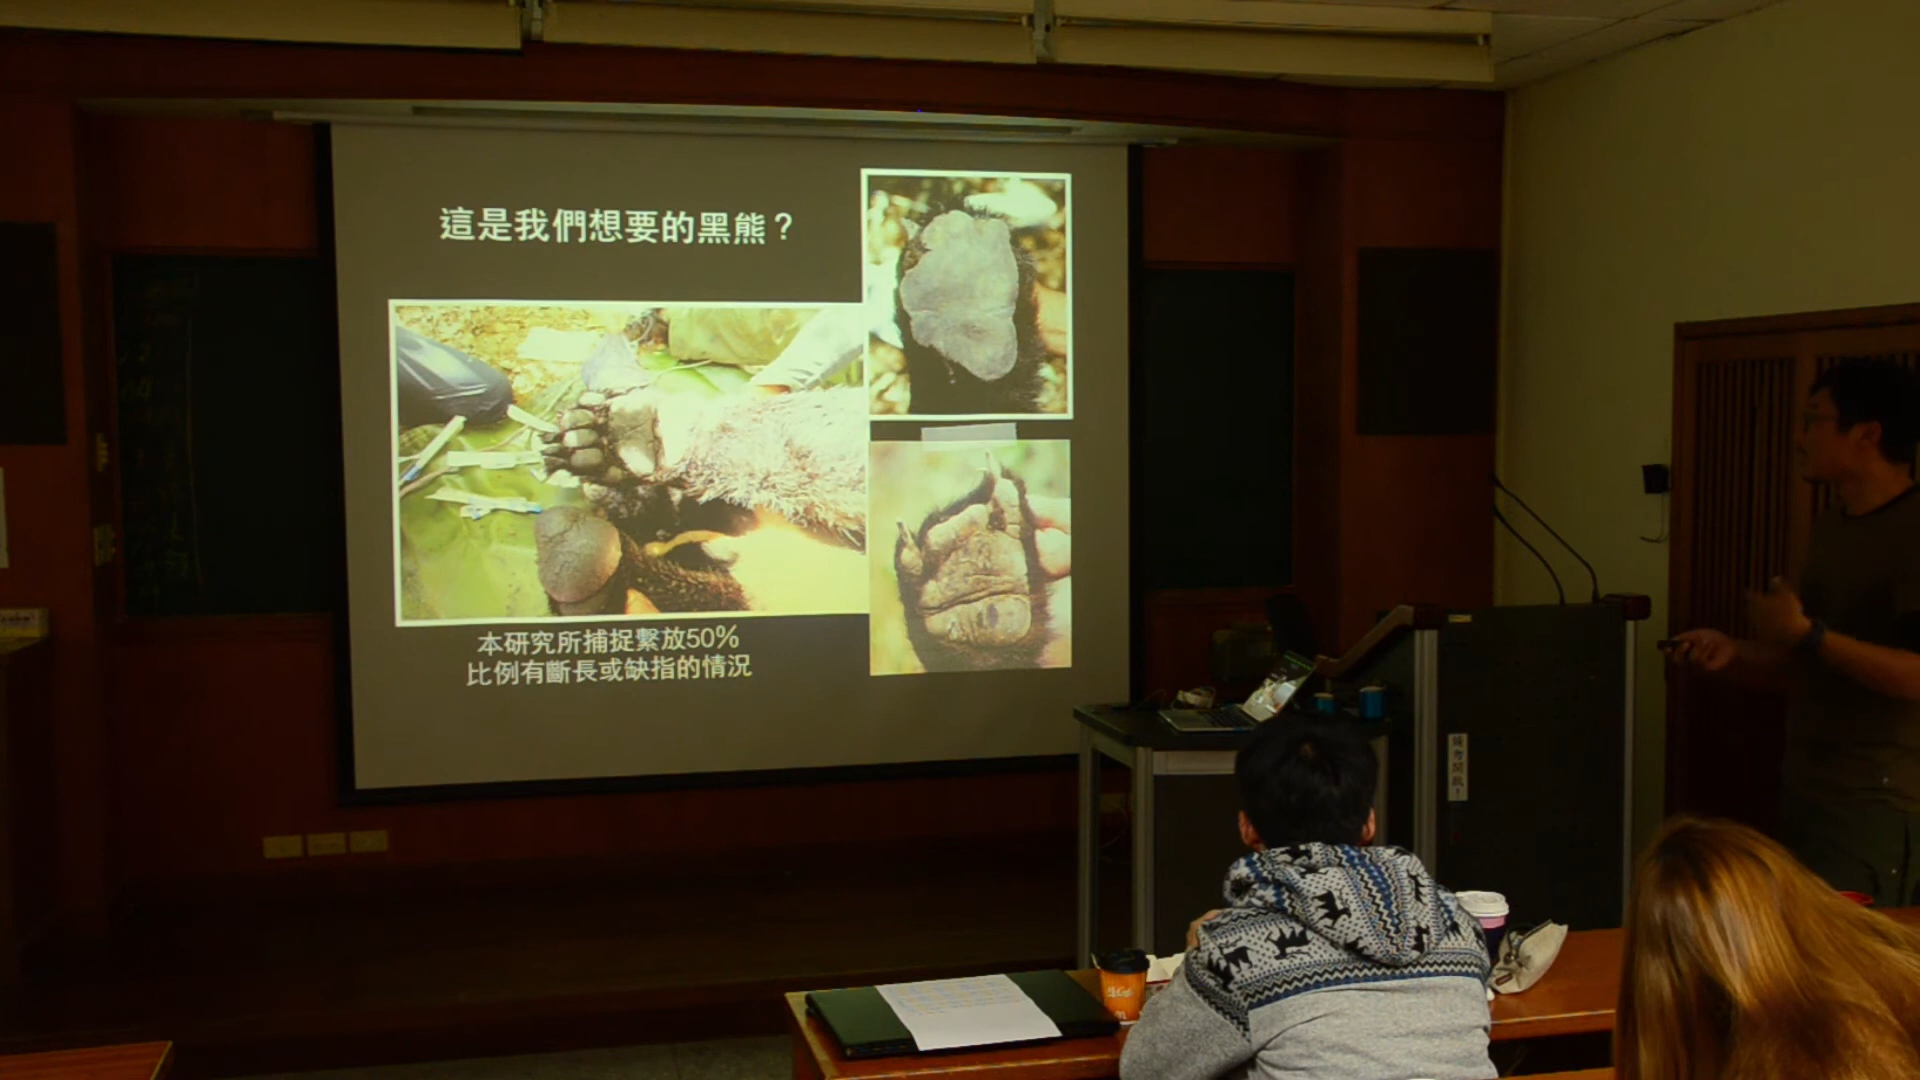 這是我們想要的黑熊？
本研究所捕捉繫放50%
比例有斷長或缺指的情況